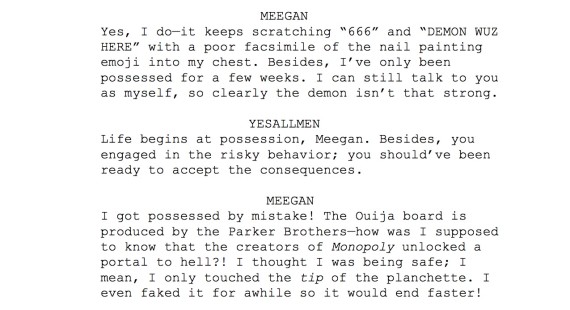 MEEGAN
Yes, I do—it keeps scratching “666” and “DEMON WUZ
HERE” with a poor facsimile of the nail painting
emoji into my chest. Besides, I’ve only been
possessed for a few weeks. I can still talk to you
as myself, so clearly the demon isn’t that strong.
YESALLMEN
Life begins at possession, Meegan. Besides, you
engaged in the risky behavior; you should’ve been
ready to accept the consequences.
MEEGAN
I got possessed by mistake! The Ouija board is
produced by the Parker Brothers—how was I supposed
to know that the creators of Monopoly unlocked a
portal to hell?! I thought I was being safe; I
mean, I only touched the tip of the planchette. I
even faked it for awhile so it would end faster!